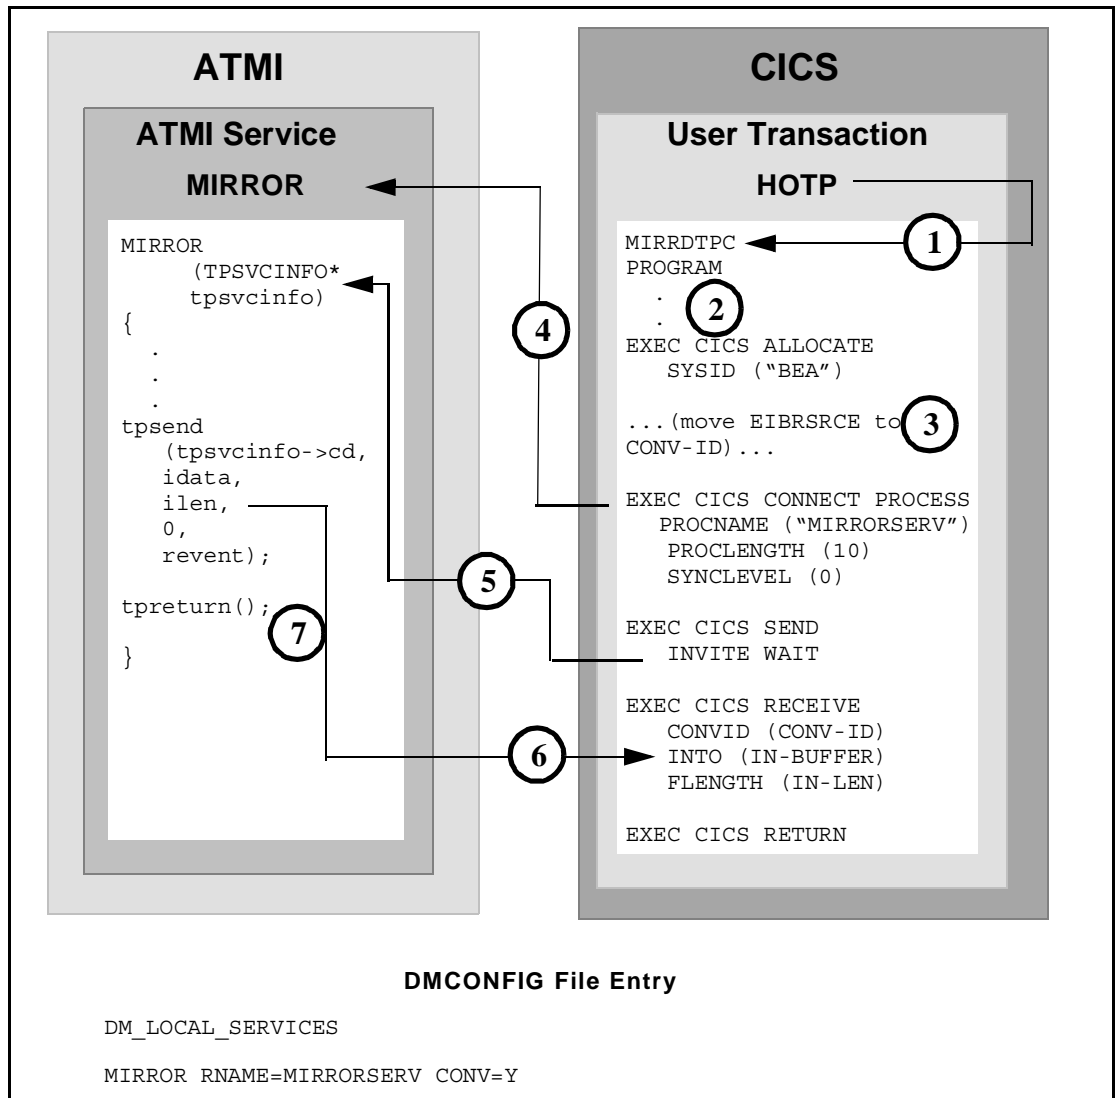 ATMI
ATMI Service
MIRROR
MIRROR
(TPSVCINFO*
tpsvcinfo)
{
.
.
.
tpsend
(tpsvcinfo->cd,
idata,
ilen,
0,
revent);
tpreturn();
}
7
4
5
6
CICS
User Transaction
HOTP
1
MIRRDTPC
PROGRAM
.
.
2
EXEC CICS ALLOCATE
SYSID (“BEA”)
...(move EIBRSRCE to
CONV-ID)...
3
EXEC CICS CONNECT PROCESS
PROCNAME (“MIRRORSERV”)
PROCLENGTH (10)
SYNCLEVEL (0)
EXEC CICS SEND
INVITE WAIT
EXEC CICS RECEIVE
CONVID (CONV-ID)
INTO (IN-BUFFER)
FLENGTH (IN-LEN)
EXEC CICS RETURN
DMCONFIG File Entry
DM_LOCAL_SERVICES
MIRROR RNAME=MIRRORSERV CONV=Y